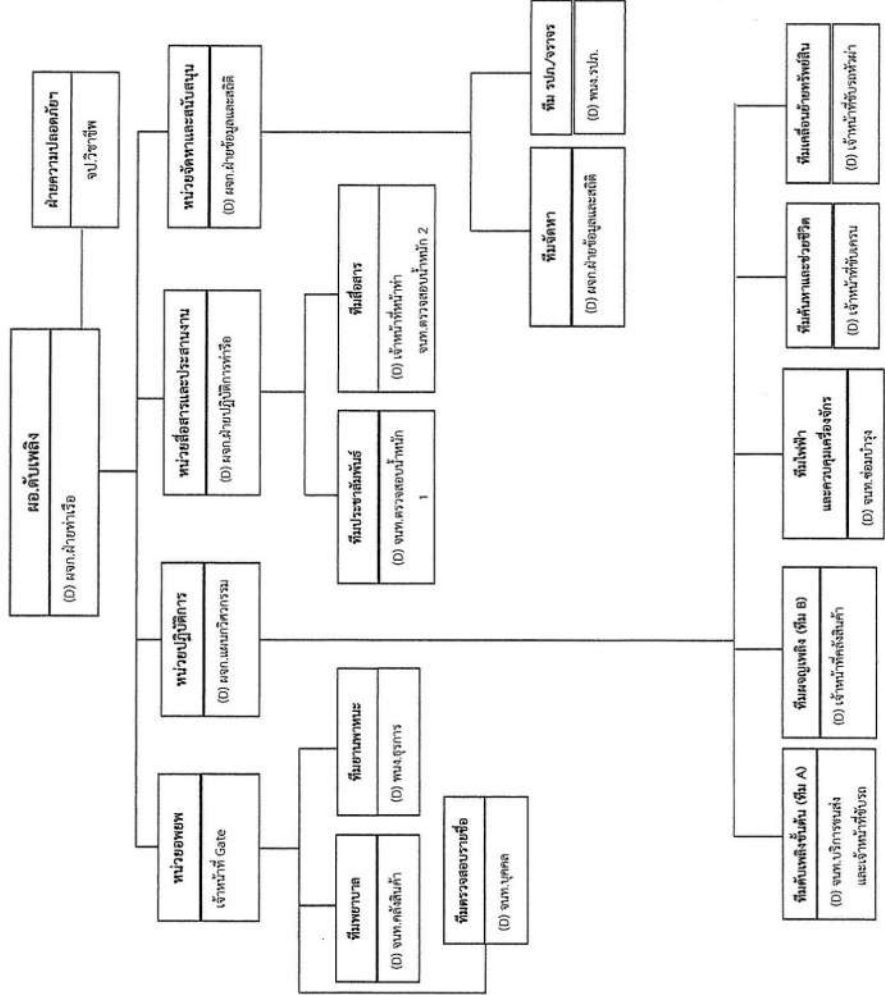 ผอ.ดับเพลิง
(D) ผจก.ฝ่ายท่าเรือ
ฝ่ายความปลอดภัยฯ
จป.วิชาชีพ
หน่วยอพยพ
เจ้าหน้าที่ Gate
หน่วยปฏิบัติการ
(D) ผจก.แผนกวิศวกรรม
หน่วยสื่อสารและประสานงาน
(D) ผจก.ฝ่ายปฏิบัติการท่าเรือ
หน่วยจัดหาและสนับสนุน
(D) ผจก.ฝ่ายข้อมูลและสถิติ
ทีมพยาบาล
(D) จนท.คลังสินค้า
ทีมยานพาหนะ
(D) พนง.ธุรการ
ทีมตรวจสอบรายชื่อ
(D) จนท.บุคคล
ทีมประชาสัมพันธ์
(D) จนท.ตรวจสอบน้ำหนัก
1
ทีมสื่อสาร
(D) เจ้าหน้าที่หน้าท่า
จนท.ตรวจสอบน้ำหนัก 2
ทีมจัดหา
(D) ผจก.ฝ่ายข้อมูลและสถิติ
ทีม รปภ./จราจร
(D) พนง.รปภ.
ทีมดับเพลิงขั้นต้น (ทีม A)
(D) จนท.บริการขนส่ง
และเจ้าหน้าที่ขับรถ
ทีมผจญเพลิง (ทีม B)
(D) เจ้าหน้าที่คลังสินค้า
ทีมไฟฟ้า
และควบคุมเครื่องจักร
(D) จนท.ซ่อมบำรุง
ทีมค้นหาและช่วยชีวิต
(D) เจ้าหน้าที่ขับเครน
ทีมเคลื่อนย้ายทรัพย์สิน
(D) เจ้าหน้าที่ขับรถหัวม้า